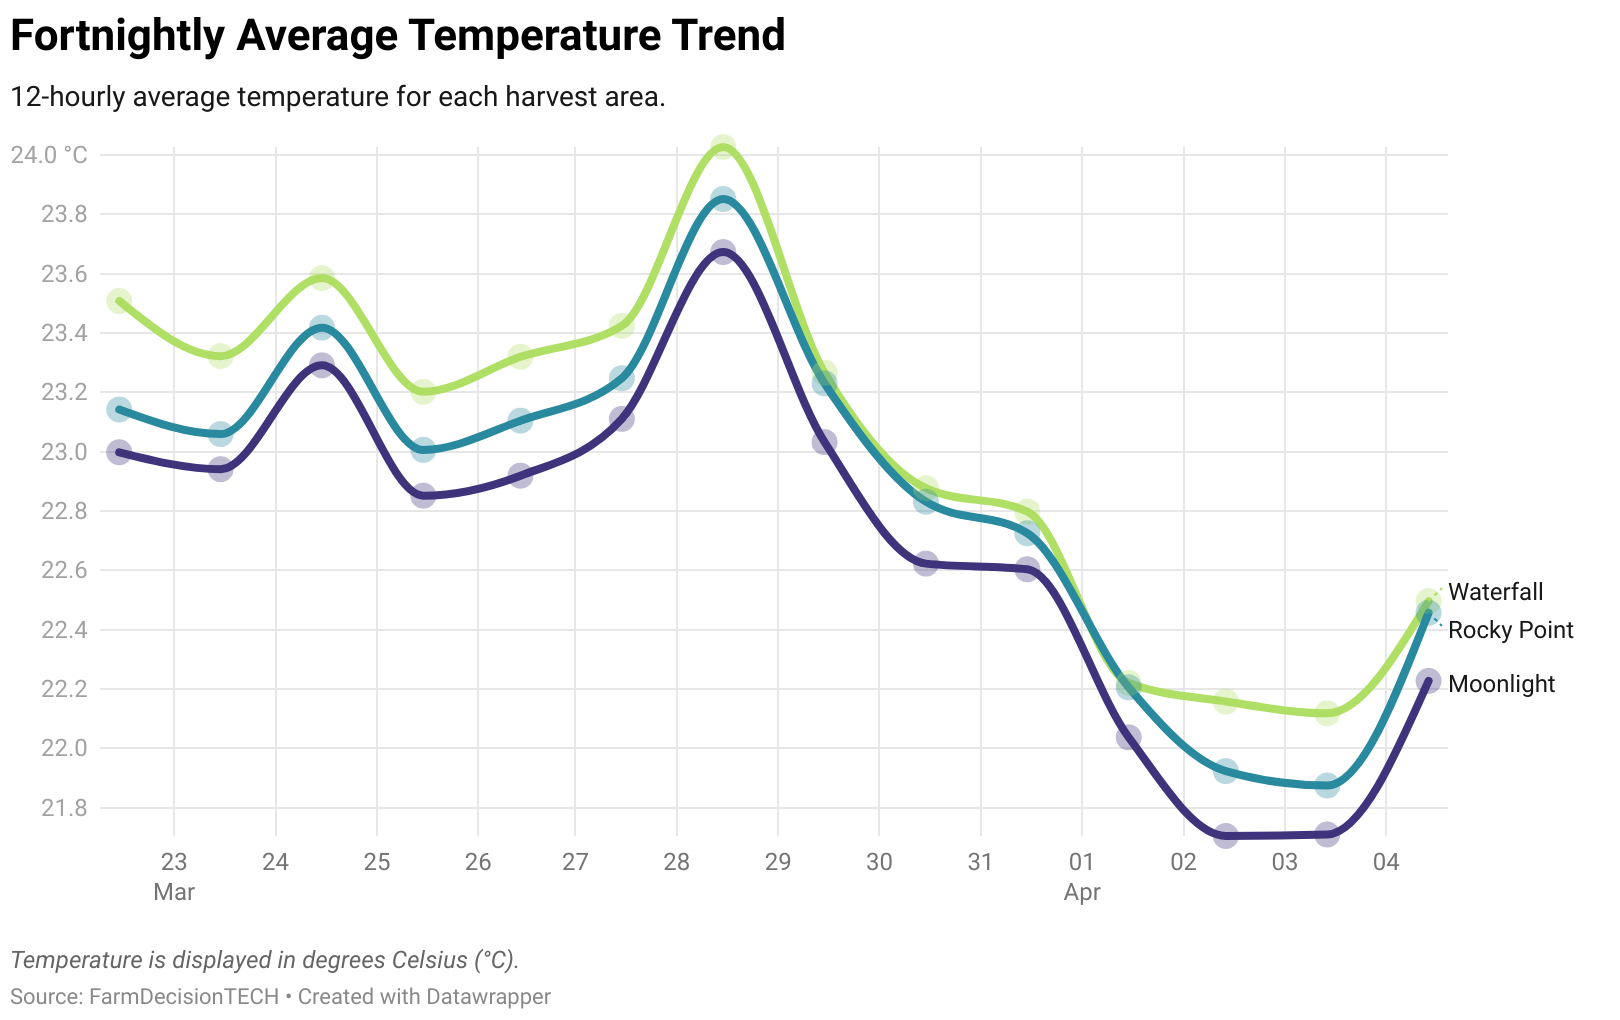 Fortnightly Average Temperature Trend
12-hourly average temperature for each harvest area.
24.0 °C
23.8
23.6
23.4
23.2
23.0
22.8
22.6
22.4
22.2
22.0
21.8
Waterfall
Rocky Point
Moonlight
23 24 25 26 27 28 29 30 31 01 02 03 04
Mar Apr
Temperature is displayed in degrees Celsius (°C).
Source: FarmDecisionTECH • Created with Datawrapper